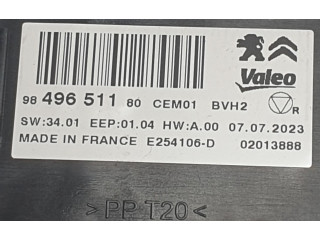 Valeo
98 496 511 80 CEM01 BVH2
R
SW:34.01 EEP:01.04 HW:A.00 07.07.2023
MADE IN FRANCE E254106-D 02013888
>PP T20<